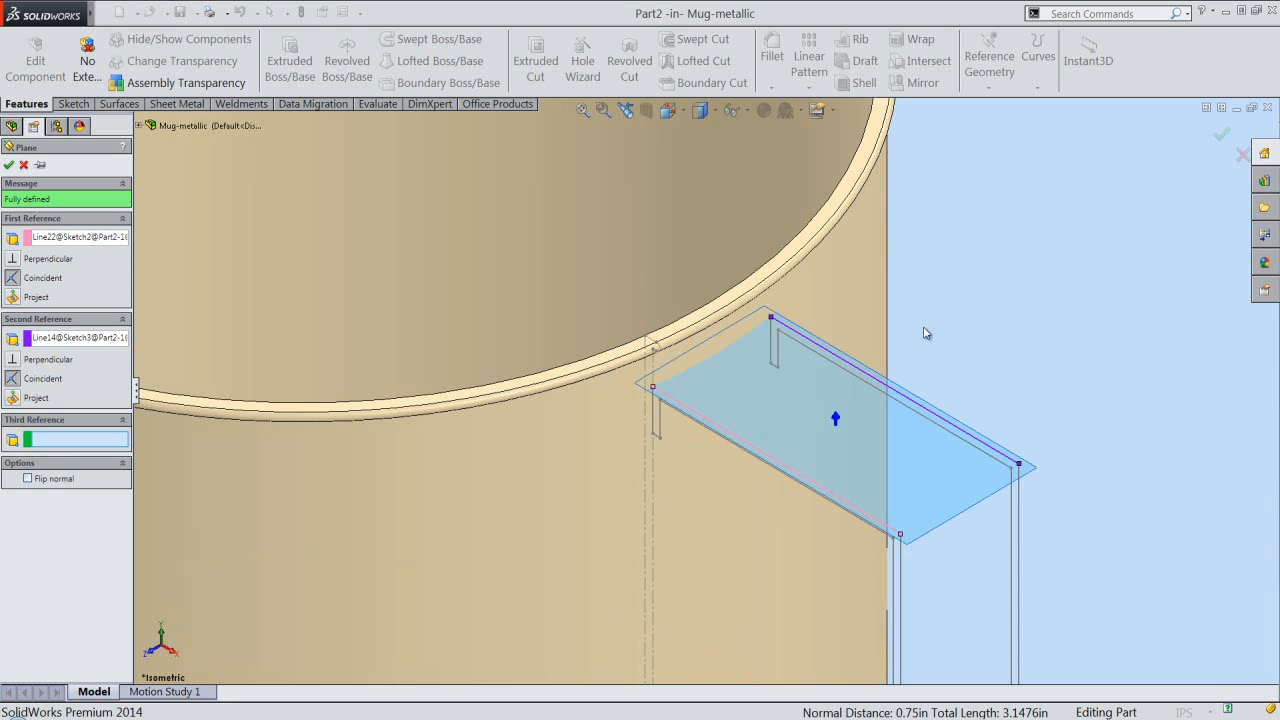 SOLIDWORKS
Part2 -in- Mug-metallic
Search Commands
Edit Component
No Exte...
Hide/Show Components
Change Transparency
Assembly Transparency
Extruded Boss/Base
Revolved Boss/Base
Swept Boss/Base
Lofted Boss/Base
Boundary Boss/Base
Extruded Cut
Hole Wizard
Revolved Cut
Swept Cut
Lofted Cut
Boundary Cut
Fillet
Linear Pattern
Rib
Draft
Shell
Wrap
Intersect
Mirror
Reference Geometry
Curves
Instant3D
Features Sketch Surfaces Sheet Metal Weldments Data Migration Evaluate DimXpert Office Products
Mug-metallic (Default<Dis...
Plane ?
Message
Fully defined
First Reference
Line22@Sketch2@Part2-1(
Perpendicular
Coincident
Project
Second Reference
Line14@Sketch3@Part2-1(
Perpendicular
Coincident
Project
Third Reference
Options
Flip normal
Y
Z
X
*Isometric
Model Motion Study 1
SolidWorks Premium 2014
Normal Distance: 0.75in Total Length: 3.1476in Editing Part IPS